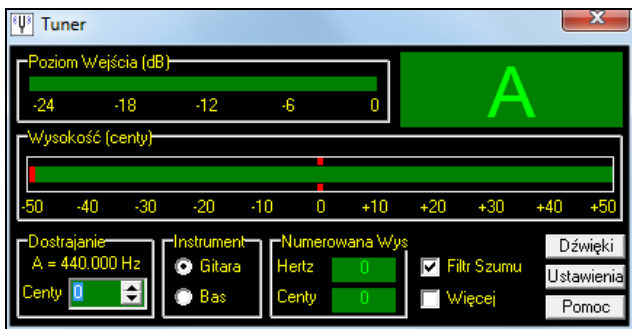 Tuner
Poziom Wejścia (dB)
-24 -18 -12 -6 0
A
Wysokość (centy)
-50 -40 -30 -20 -10 0 +10 +20 +30 +40 +50
Dostrajanie
A = 440.000 Hz
Centy 0
Instrument
Gitara
Bas
Numerowana Wys
Hertz 0
Centy 0
Filtr Szumu
Więcej
Dźwięki
Ustawienia
Pomoc